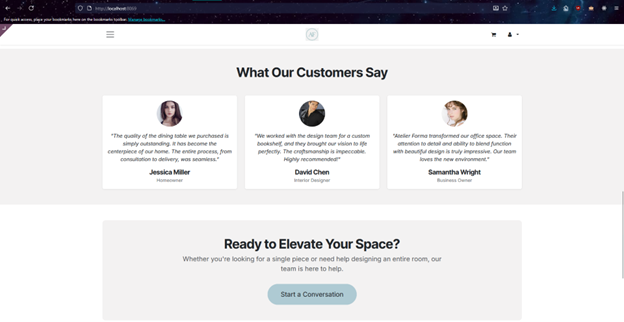 http://localhost:8069
For quick access, place your bookmarks here on the bookmarks toolbar. Manage bookmarks...
What Our Customers Say
"The quality of the dining table we purchased is
simply outstanding. It has become the
centerpiece of our home. The entire process, from
consultation to delivery, was seamless."
Jessica Miller
Homeowner
"We worked with the design team for a custom
bookshelf, and they brought our vision to life
perfectly. The craftsmanship is impeccable.
Highly recommended!"
David Chen
Interior Designer
"Atelier Forma transformed our office space. Their
attention to detail and ability to blend function
with beautiful design is truly impressive. Our team
loves the new environment."
Samantha Wright
Business Owner
Ready to Elevate Your Space?
Whether you're looking for a single piece or need help designing an entire room, our
team is here to help.
Start a Conversation